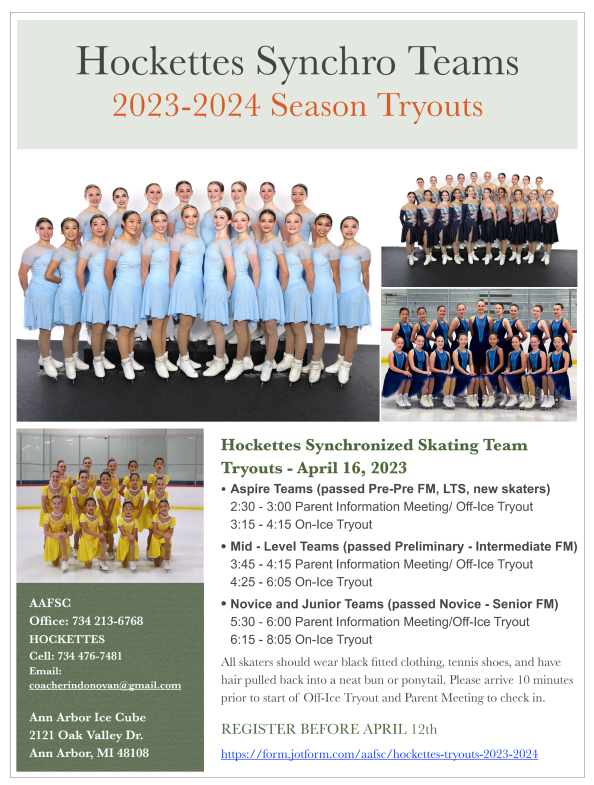 Hockettes Synchro Teams
2023-2024 Season Tryouts
Hockettes Synchronized Skating Team
Tryouts - April 16, 2023
• Aspire Teams (passed Pre-Pre FM, LTS, new skaters)
2:30 - 3:00 Parent Information Meeting/ Off-Ice Tryout
3:15 - 4:15 On-Ice Tryout
• Mid - Level Teams (passed Preliminary - Intermediate FM)
3:45 - 4:15 Parent Information Meeting/ Off-Ice Tryout
4:25 - 6:05 On-Ice Tryout
• Novice and Junior Teams (passed Novice - Senior FM)
5:30 - 6:00 Parent Information Meeting/Off-Ice Tryout
6:15 - 8:05 On-Ice Tryout
All skaters should wear black fitted clothing, tennis shoes, and have
hair pulled back into a neat bun or ponytail. Please arrive 10 minutes
prior to start of Off-Ice Tryout and Parent Meeting to check in.
REGISTER BEFORE APRIL 12th
https://form.jotform.com/aafsc/hockettes-tryouts-2023-2024
AAFSC
Office: 734 213-6768
HOCKETTES
Cell: 734 476-7481
Email:
coacherindonovan@gmail.com
Ann Arbor Ice Cube
2121 Oak Valley Dr.
Ann Arbor, MI 48108